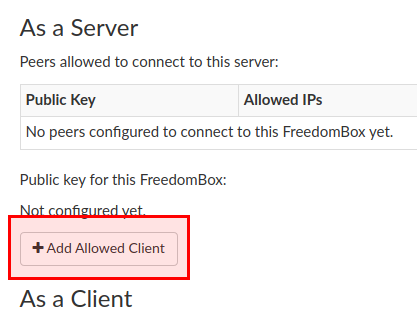 As a Server
Peers allowed to connect to this server:
Public Key Allowed IPs
No peers configured to connect to this FreedomBox yet.
Public key for this FreedomBox:
Not configured yet.
+ Add Allowed Client
As a Client